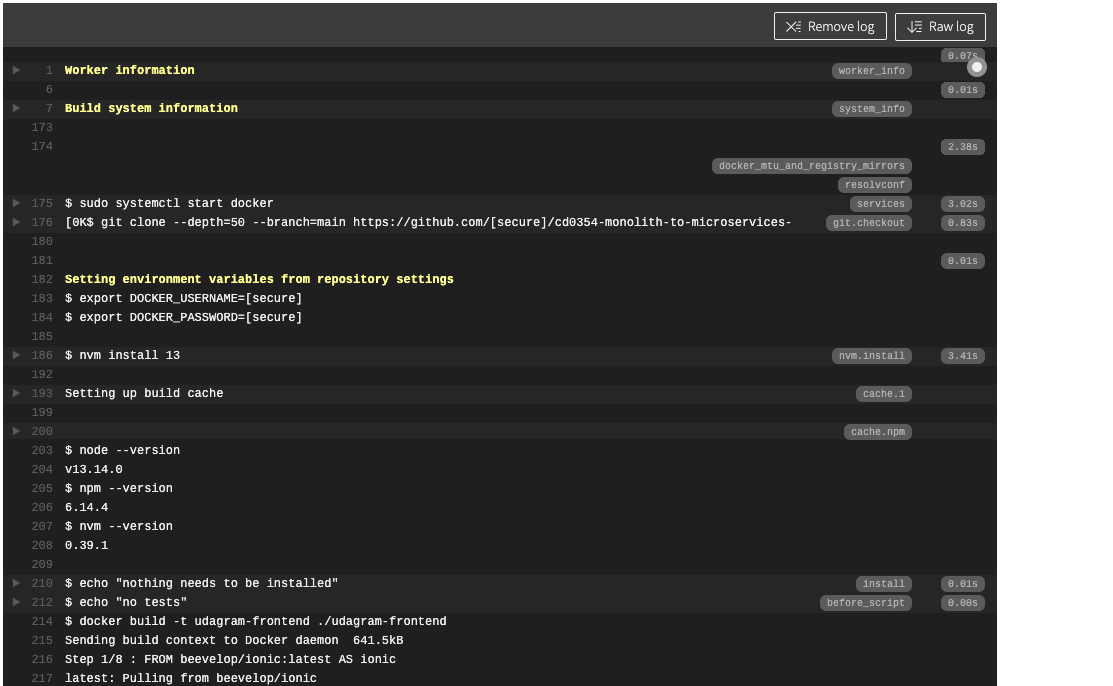 Remove log Raw log
0.07s
1 Worker information worker_info
6 0.01s
7 Build system information system_info
173
174 2.38s
docker_mtu_and_registry_mirrors
resolvconf
175 $ sudo systemctl start docker services 3.02s
176 [0K$ git clone --depth=50 --branch=main https://github.com/[secure]/cd0354-monolith-to-microservices- git.checkout 0.83s
180
181 0.01s
182 Setting environment variables from repository settings
183 $ export DOCKER_USERNAME=[secure]
184 $ export DOCKER_PASSWORD=[secure]
185
186 $ nvm install 13 nvm.install 3.41s
192
193 Setting up build cache cache.1
199
200 cache.npm
203 $ node --version
204 v13.14.0
205 $ npm --version
206 6.14.4
207 $ nvm --version
208 0.39.1
209
210 $ echo "nothing needs to be installed" install 0.01s
212 $ echo "no tests" before_script 0.00s
214 $ docker build -t udagram-frontend ./udagram-frontend
215 Sending build context to Docker daemon  641.5kB
216 Step 1/8 : FROM beevelop/ionic:latest AS ionic
217 latest: Pulling from beevelop/ionic